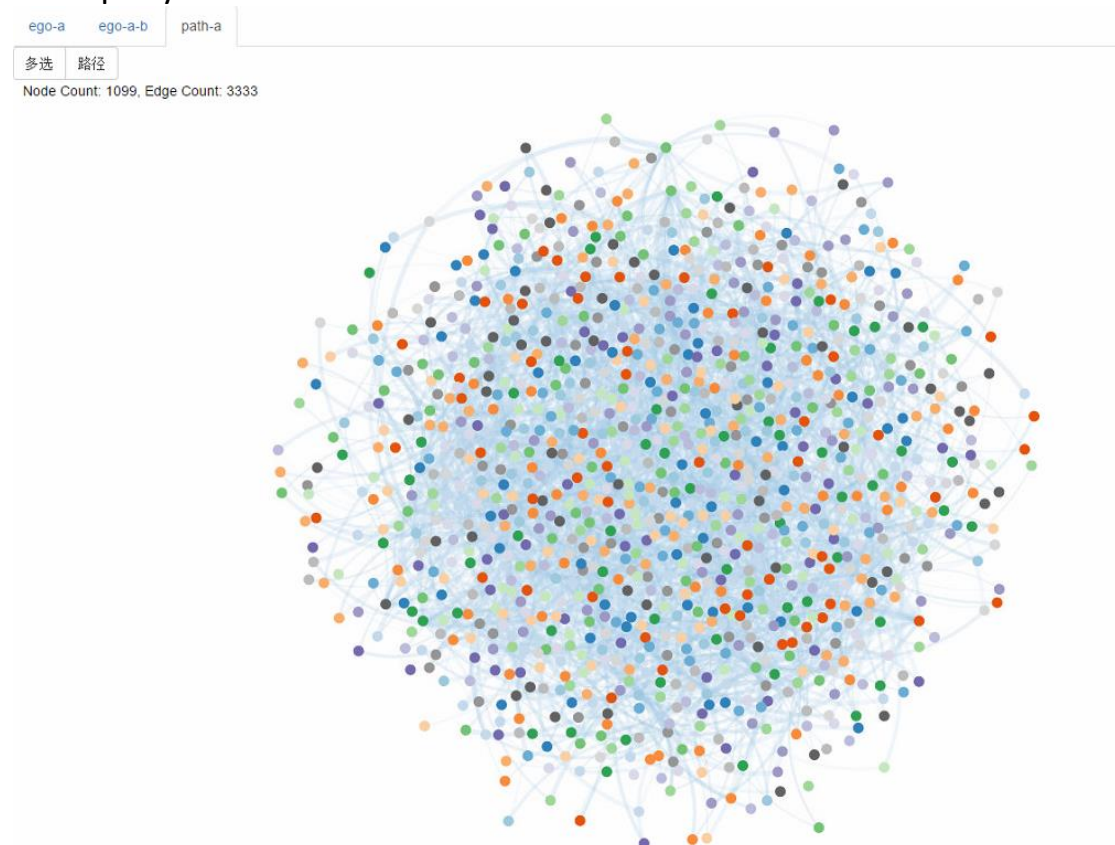 ego-a ego-a-b path-a
多选 路径
Node Count: 1099, Edge Count: 3333